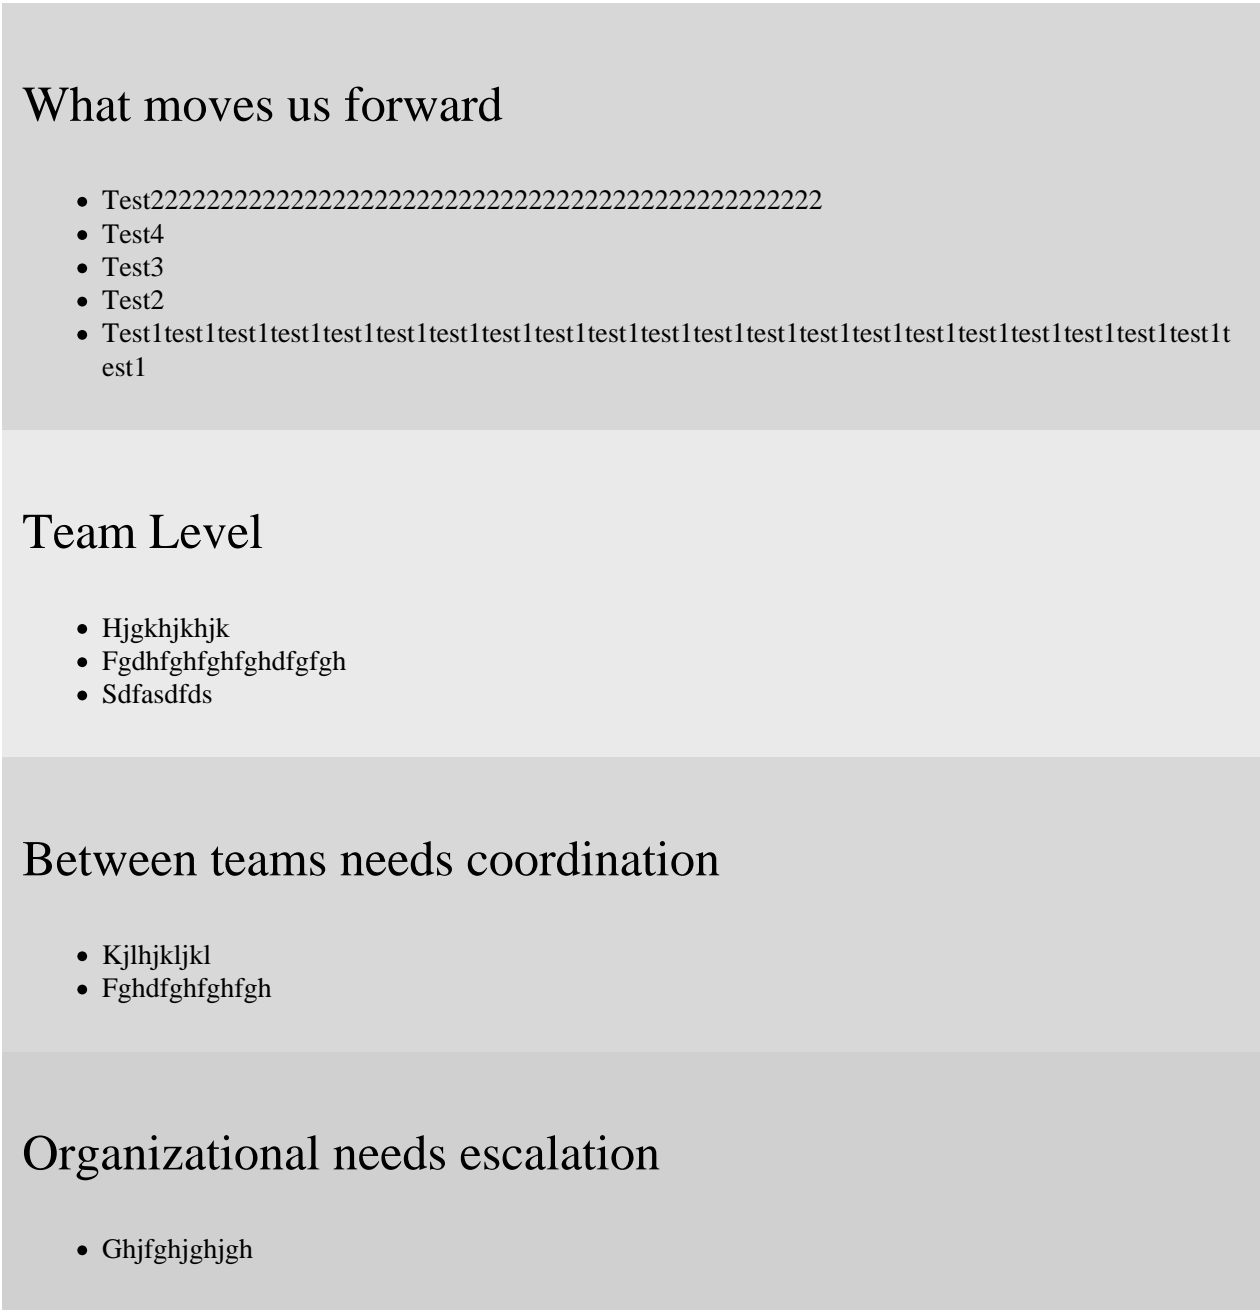 What moves us forward
Test222222222222222222222222222222222222222222222222
Test4
Test3
Test2
Test1test1test1test1test1test1test1test1test1test1test1test1test1test1test1test1test1test1test1test1test1t
est1
Team Level
Hjgkhjkhjk
Fgdhfghfghfghdfgfgh
Sdfasdfds
Between teams needs coordination
Kjlhjkljkl
Fghdfghfghfgh
Organizational needs escalation
Ghjfghjghjgh